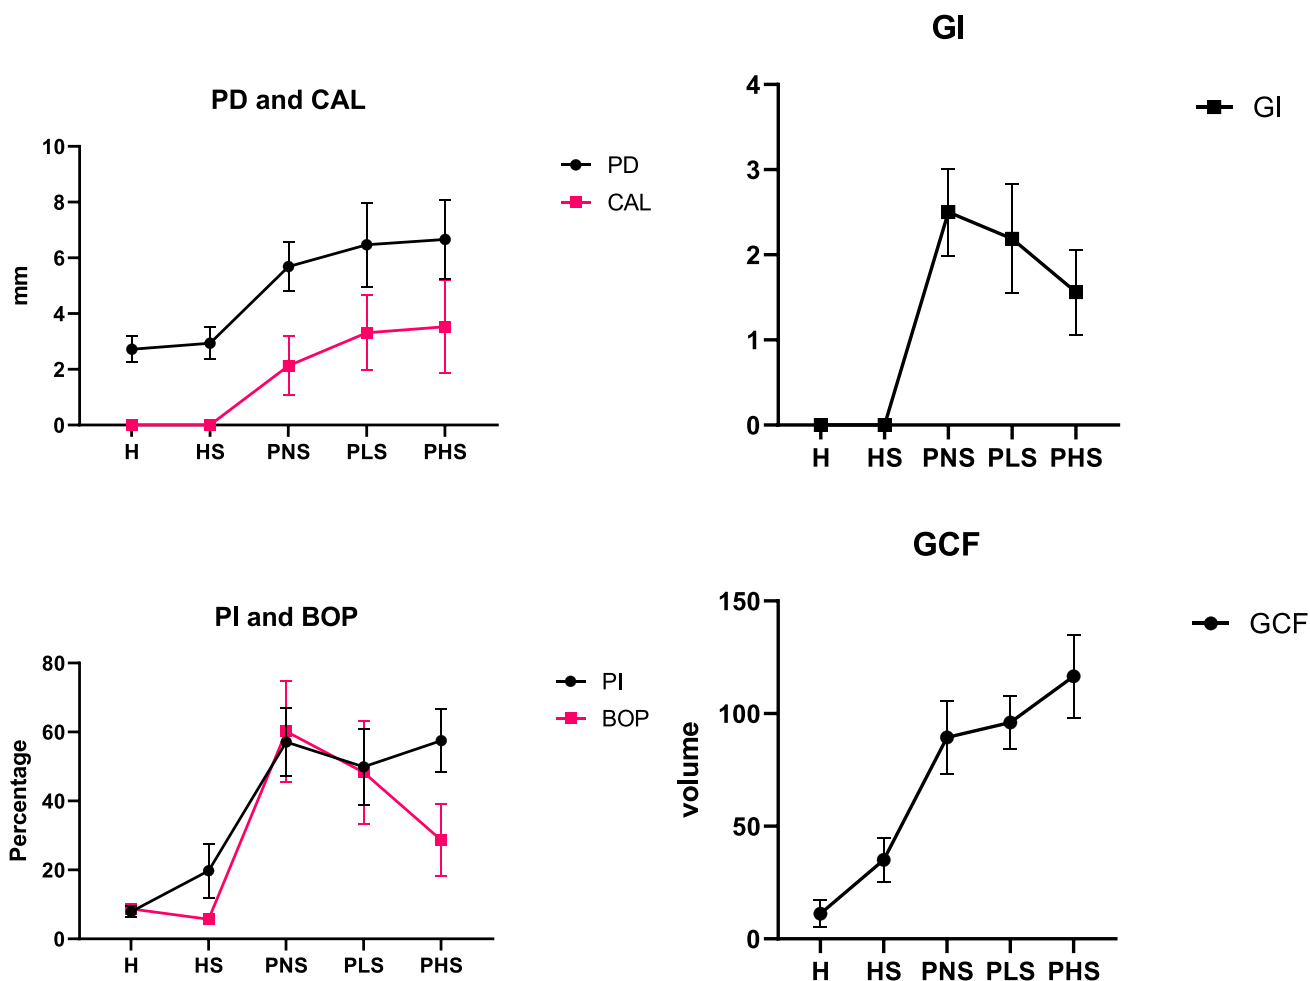 PD and CAL
10
8
6
4
2
0
mm
H HS PNS PLS PHS
PD
CAL
GI
4
3
2
1
0
H HS PNS PLS PHS
GI
PI and BOP
80
60
40
20
0
Percentage
H HS PNS PLS PHS
PI
BOP
GCF
150
100
50
0
volume
H HS PNS PLS PHS
GCF